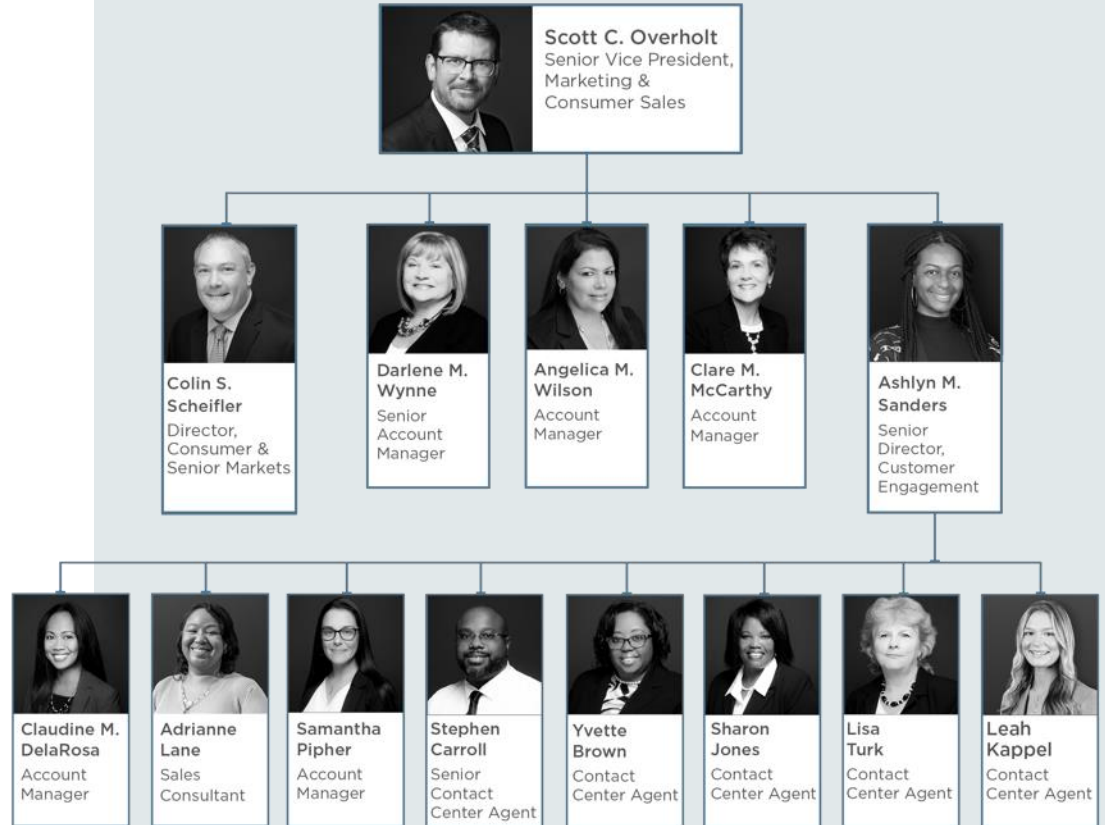 Scott C. Overholt
Senior Vice President,
Marketing &
Consumer Sales
Colin S.
Scheifler
Director,
Consumer &
Senior Markets
Darlene M.
Wynne
Senior
Account
Manager
Angelica M.
Wilson
Account
Manager
Clare M.
McCarthy
Account
Manager
Ashlyn M.
Sanders
Senior
Director,
Customer
Engagement
Claudine M.
DelaRosa
Account
Manager
Adrianne
Lane
Sales
Consultant
Samantha
Pipher
Account
Manager
Stephen
Carroll
Senior
Contact
Center Agent
Yvette
Brown
Contact
Center Agent
Sharon
Jones
Contact
Center Agent
Lisa
Turk
Contact
Center Agent
Leah
Kappel
Contact
Center Agent